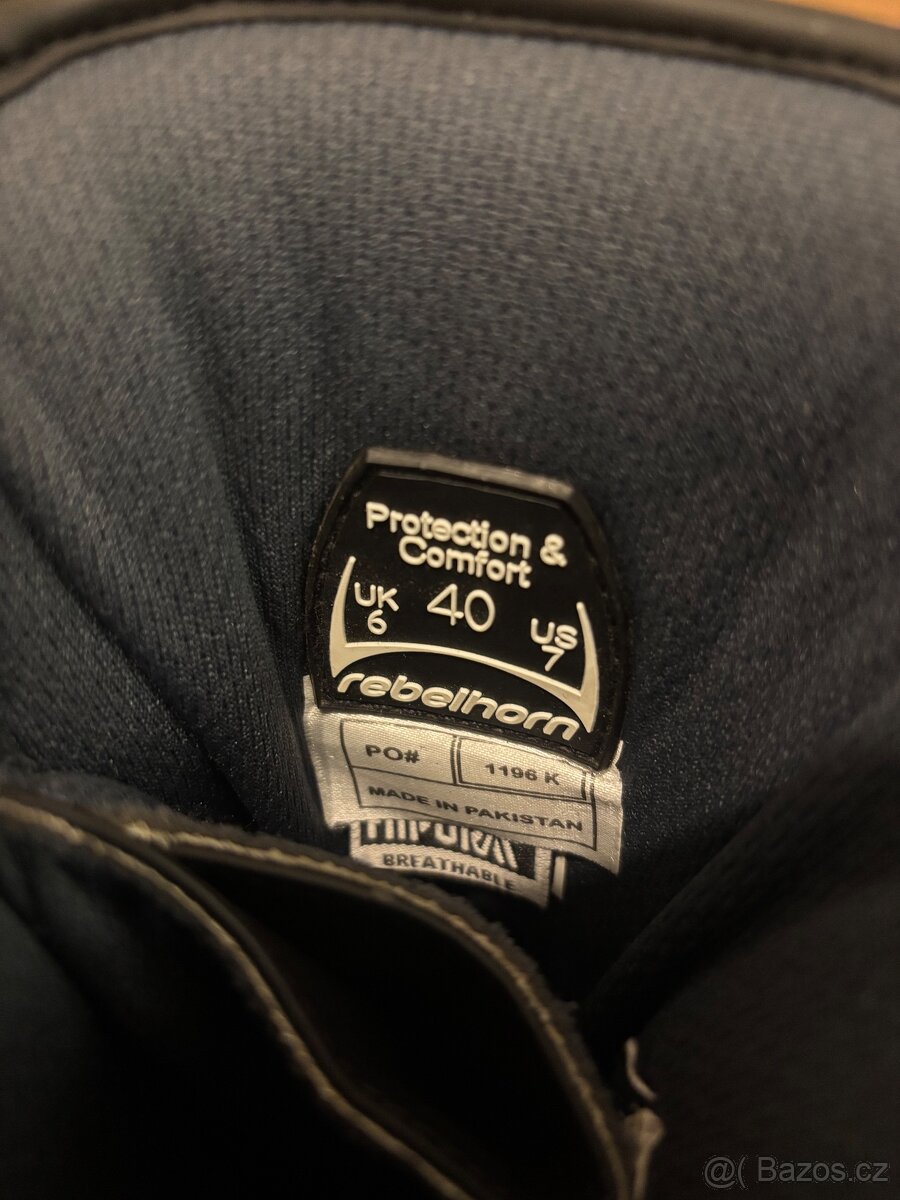 Protection &
Comfort
UK 40 US
6 7
rebelhorn
PO# 1196 K
MADE IN PAKISTAN
BREATHABLE
@( Bazos.cz